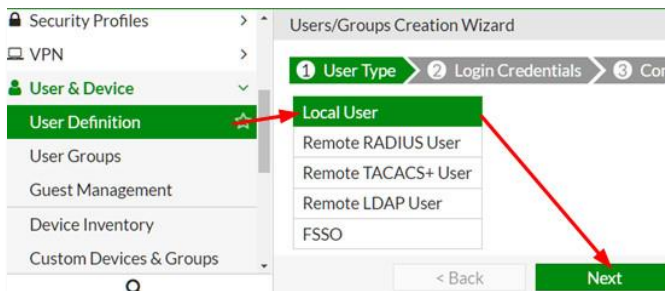 Security Profiles
VPN
User & Device
User Definition
User Groups
Guest Management
Device Inventory
Custom Devices & Groups
Users/Groups Creation Wizard
1 User Type 2 Login Credentials 3 Con
Local User
Remote RADIUS User
Remote TACACS+ User
Remote LDAP User
FSSO
< Back Next